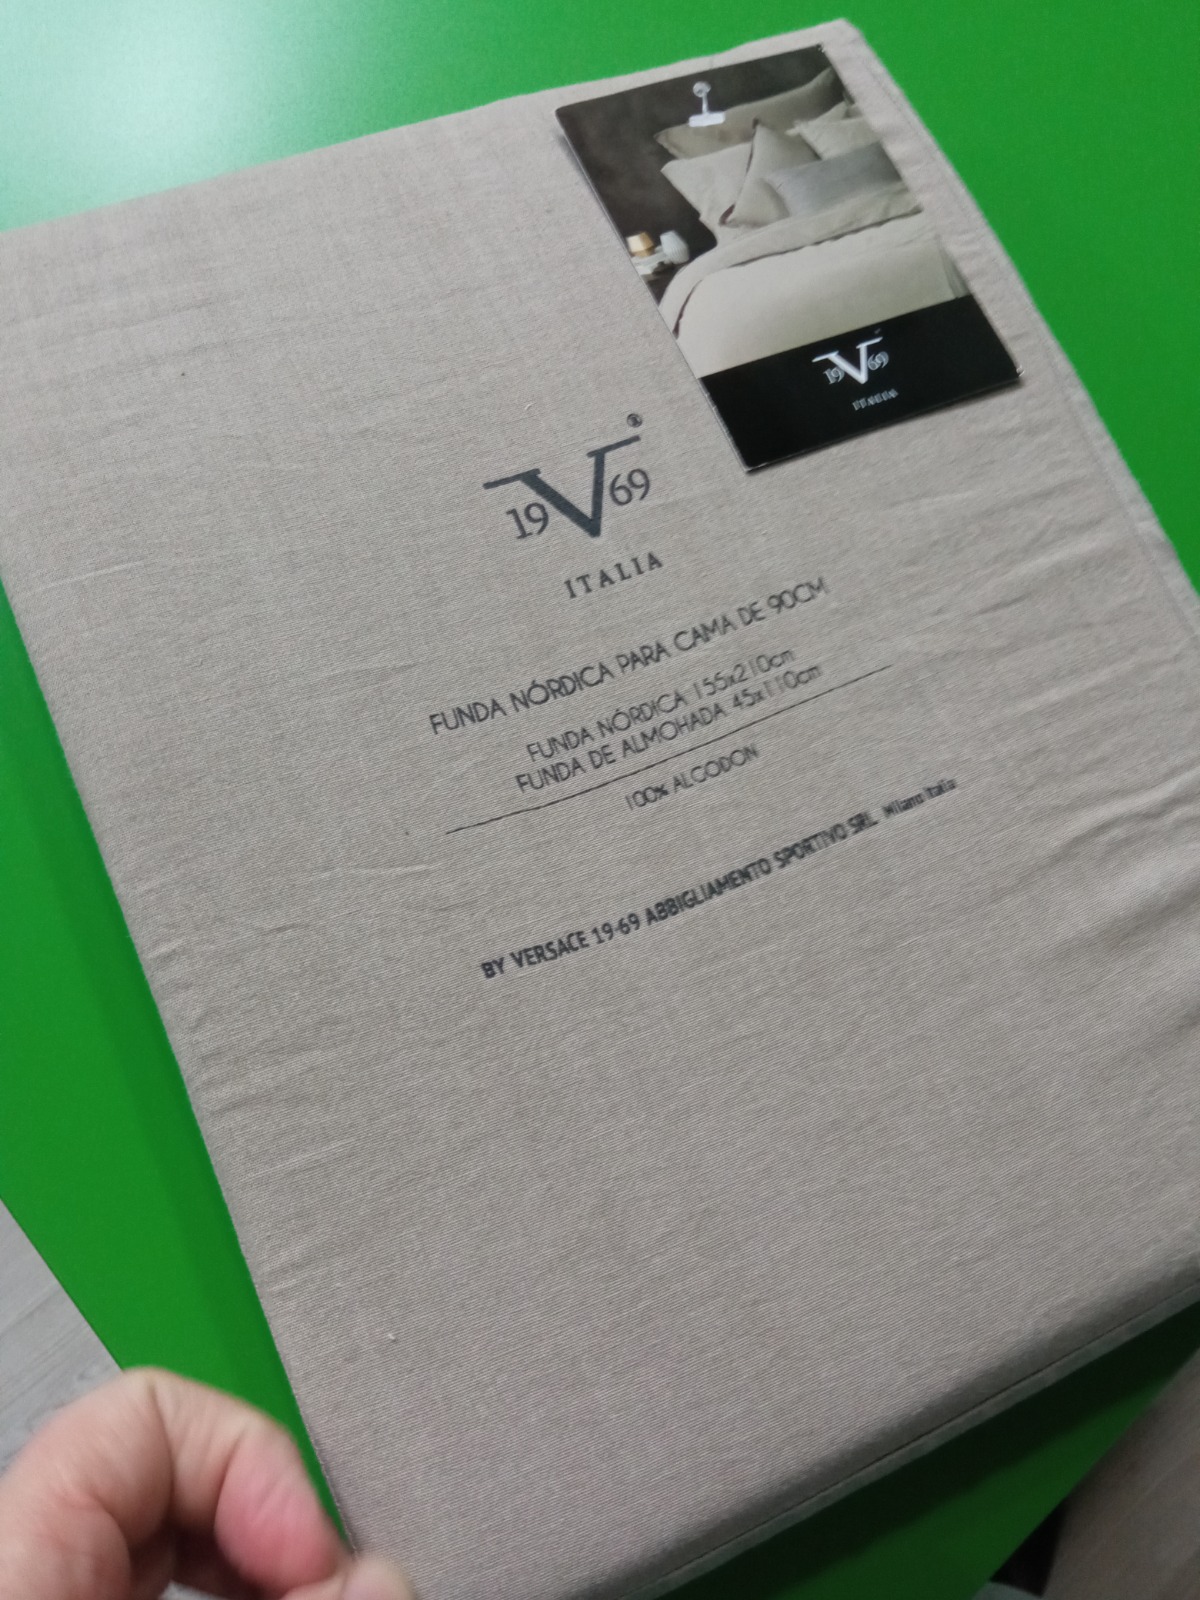 19V69
ITALIA
19V69®
ITALIA
FUNDA NÓRDICA PARA CAMA DE 90CM
FUNDA NÓRDICA 155x210cm
FUNDA DE ALMOHADA 45x110cm
100% ALGODON
BY VERSACE 19-69 ABBIGLIAMENTO SPORTIVO SRL Milano Italia